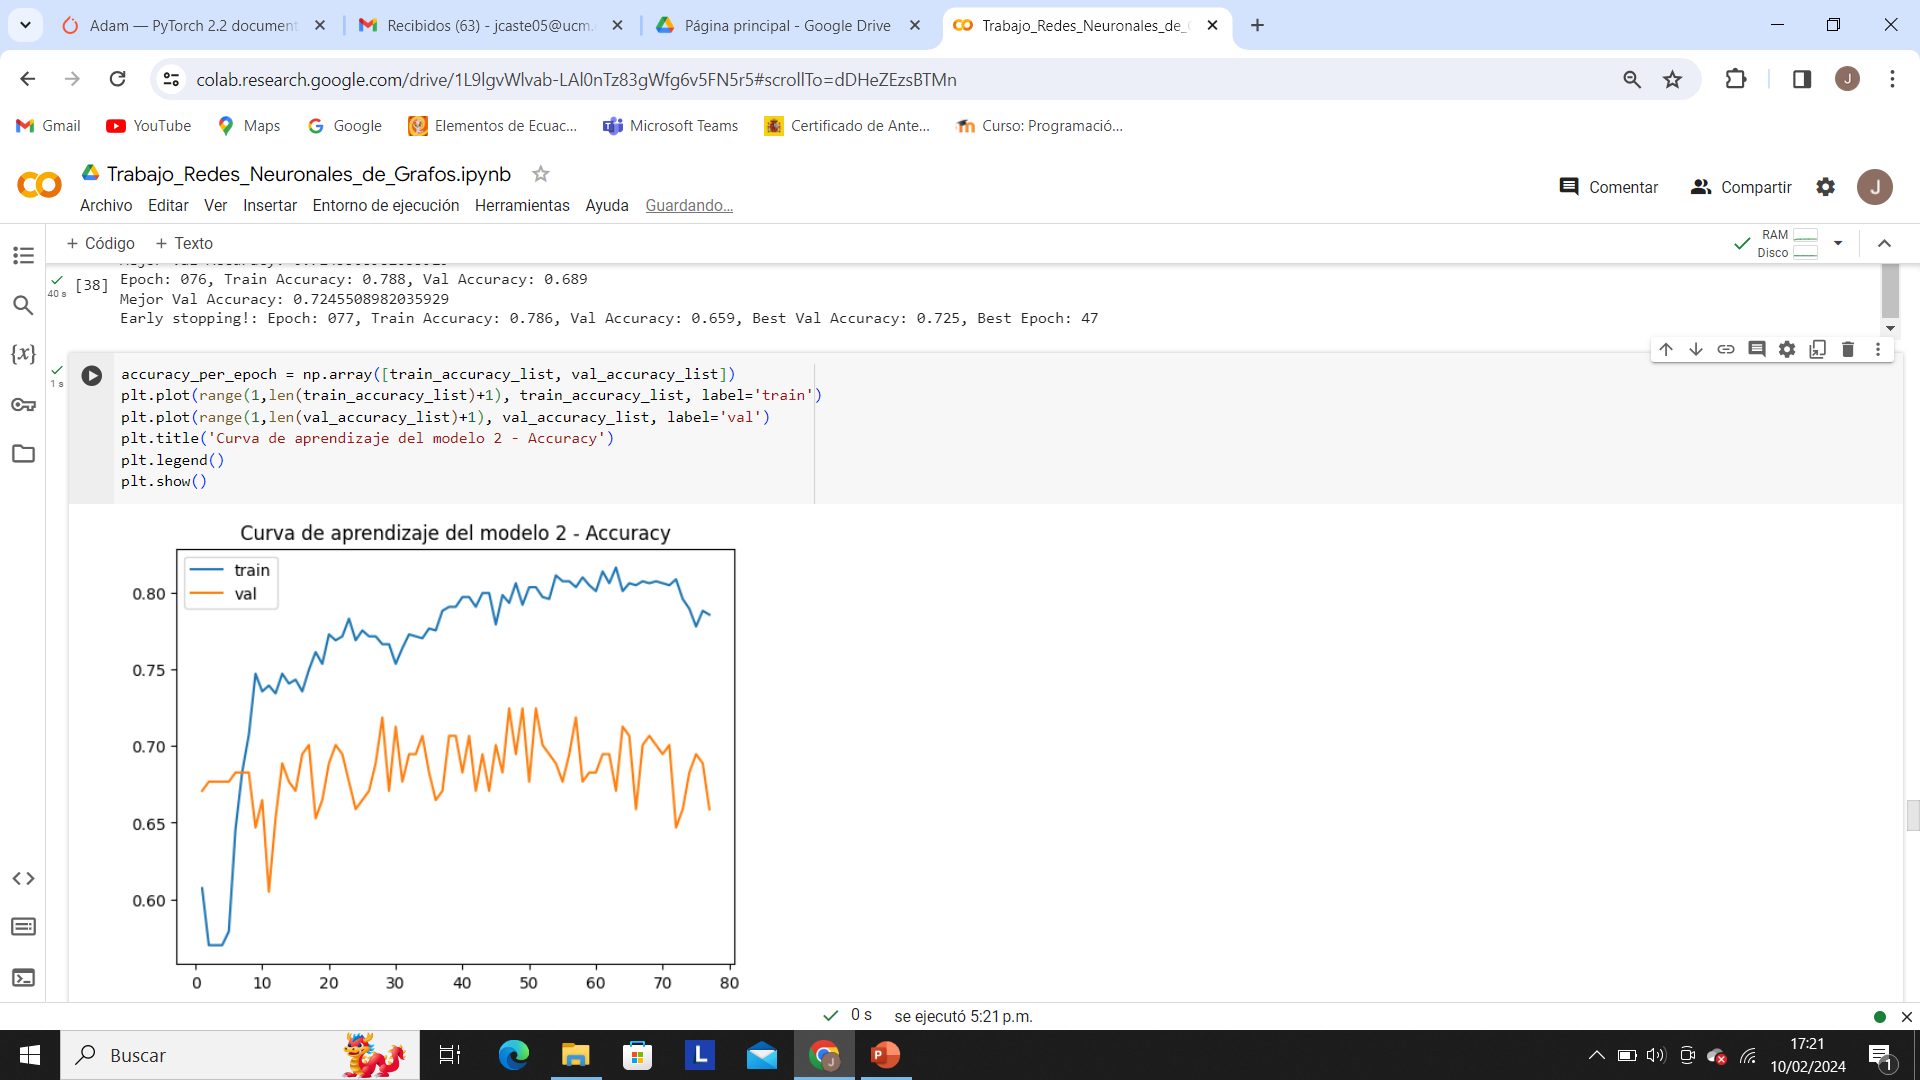 Adam — PyTorch 2.2 document
Recibidos (63) - jcaste05@ucm.
Página principal - Google Drive
Trabajo_Redes_Neuronales_de_
colab.research.google.com/drive/1L9lgvWlvab-LAl0nTz83gWfg6v5FN5r5#scrollTo=dDHeZEzsBTMn
J
Gmail
YouTube
Maps
Google
Elementos de Ecuac...
Microsoft Teams
Certificado de Ante...
Curso: Programació...
Trabajo_Redes_Neuronales_de_Grafos.ipynb
Comentar
Compartir
J
Archivo Editar Ver Insertar Entorno de ejecución Herramientas Ayuda Guardando...
+ Código + Texto
RAM
Disco
[38]
40 s
Epoch: 076, Train Accuracy: 0.788, Val Accuracy: 0.689
Mejor Val Accuracy: 0.7245508982035929
Early stopping!: Epoch: 077, Train Accuracy: 0.786, Val Accuracy: 0.659, Best Val Accuracy: 0.725, Best Epoch: 47
{x}
1 s
accuracy_per_epoch = np.array([train_accuracy_list, val_accuracy_list])
plt.plot(range(1,len(train_accuracy_list)+1), train_accuracy_list, label='train')
plt.plot(range(1,len(val_accuracy_list)+1), val_accuracy_list, label='val')
plt.title('Curva de aprendizaje del modelo 2 - Accuracy')
plt.legend()
plt.show()
Curva de aprendizaje del modelo 2 - Accuracy
train
val
0.80
0.75
0.70
0.65
0.60
0 10 20 30 40 50 60 70 80
0 s se ejecutó 5:21 p.m.
Buscar
L
J
P
17:21
10/02/2024
1